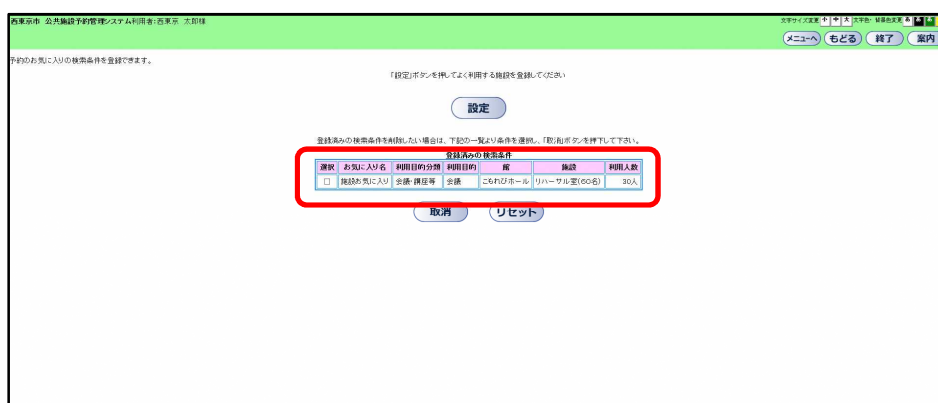 西東京市 公共施設予約管理システム利用者:西東京 太郎様
文字サイズ変更 小 中 大 文字色・背景色変更 あ あ あ
メニューへ もどる 終了 案内
予約のお気に入りの検索条件を登録できます。
「設定」ボタンを押してよく利用する施設を登録してください
設定
登録済みの検索条件を削除したい場合は、下記の一覧より条件を選択し、「取消」ボタンを押下して下さい。
登録済みの検索条件
選択 お気に入り名 利用目的分類 利用目的 館 施設 利用人数
施設お気に入り 会議・講座等 会議 こもれびホール リハーサル室(60名) 30人
取消 リセット